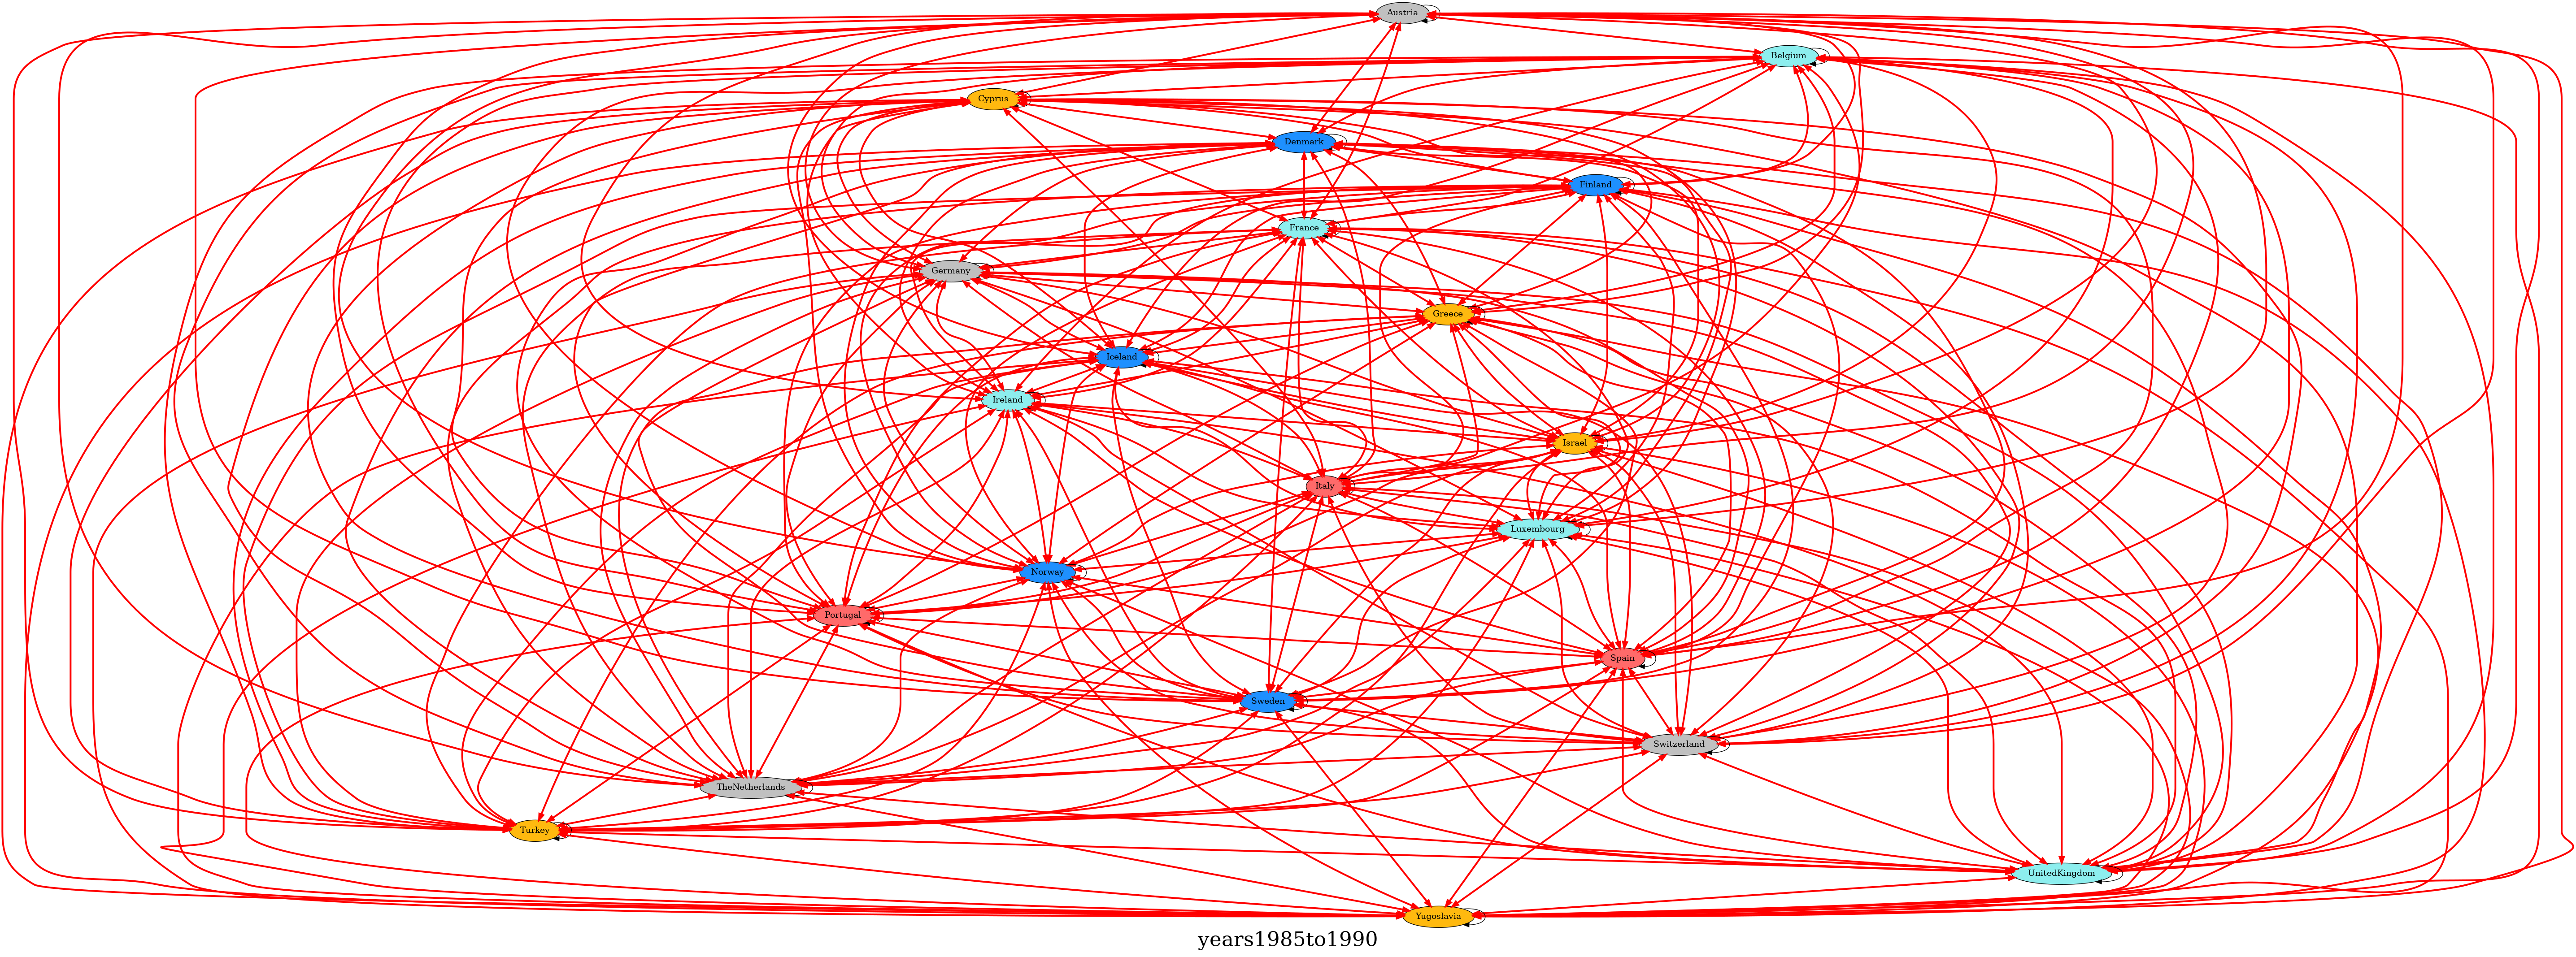 Austria
Belgium
Cyprus
Denmark
Finland
France
Germany
Greece
Iceland
Ireland
Israel
Italy
Luxembourg
Norway
Portugal
Spain
Sweden
Switzerland
TheNetherlands
Turkey
UnitedKingdom
Yugoslavia
years1985to1990